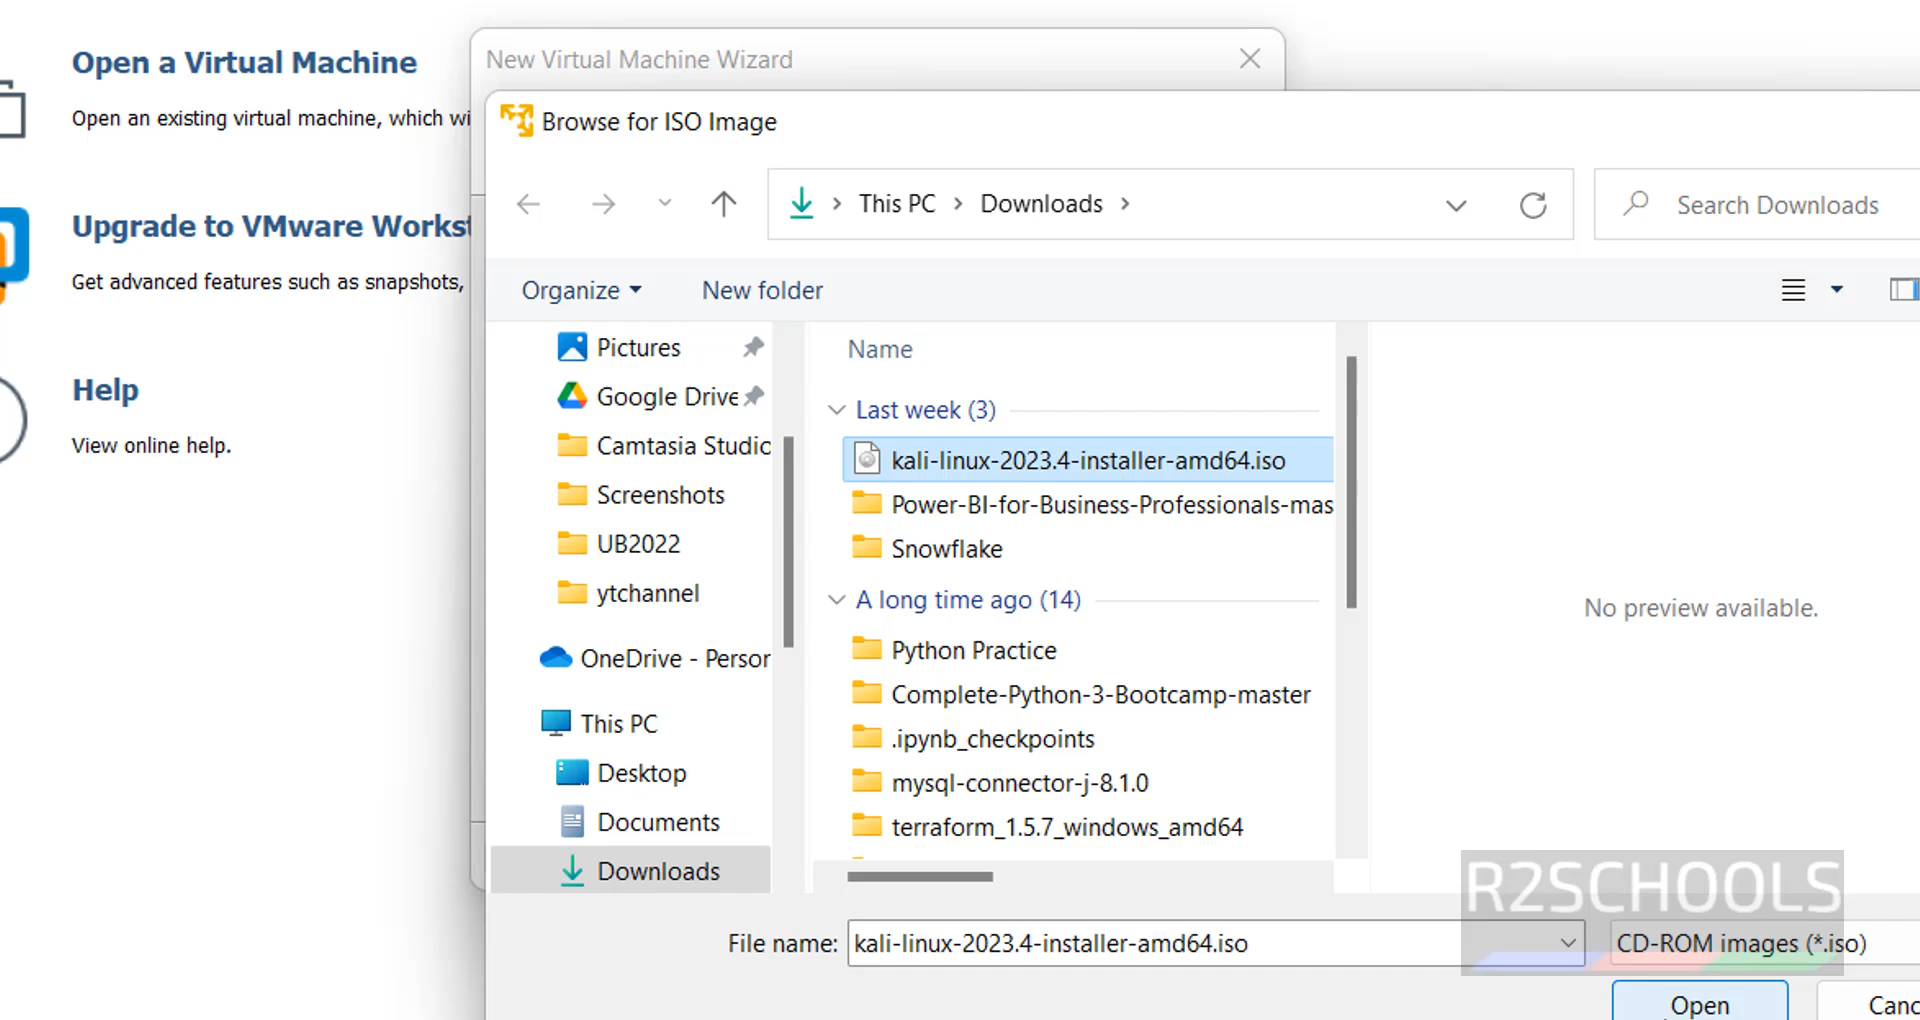 Open a Virtual Machine
Open an existing virtual machine, which wi
Upgrade to VMware Workst
Get advanced features such as snapshots,
Help
View online help.
New Virtual Machine Wizard
Browse for ISO Image
This PC
Downloads
Search Downloads
Organize
New folder
Pictures
Google Drive
Camtasia Studio
Screenshots
UB2022
ytchannel
OneDrive - Person
This PC
Desktop
Documents
Downloads
Name
Last week (3)
kali-linux-2023.4-installer-amd64.iso
Power-BI-for-Business-Professionals-mas
Snowflake
A long time ago (14)
Python Practice
Complete-Python-3-Bootcamp-master
.ipynb_checkpoints
mysql-connector-j-8.1.0
terraform_1.5.7_windows_amd64
No preview available.
R2SCHOOLS
File name: kali-linux-2023.4-installer-amd64.iso
CD-ROM images (*.iso)
Open
Canc